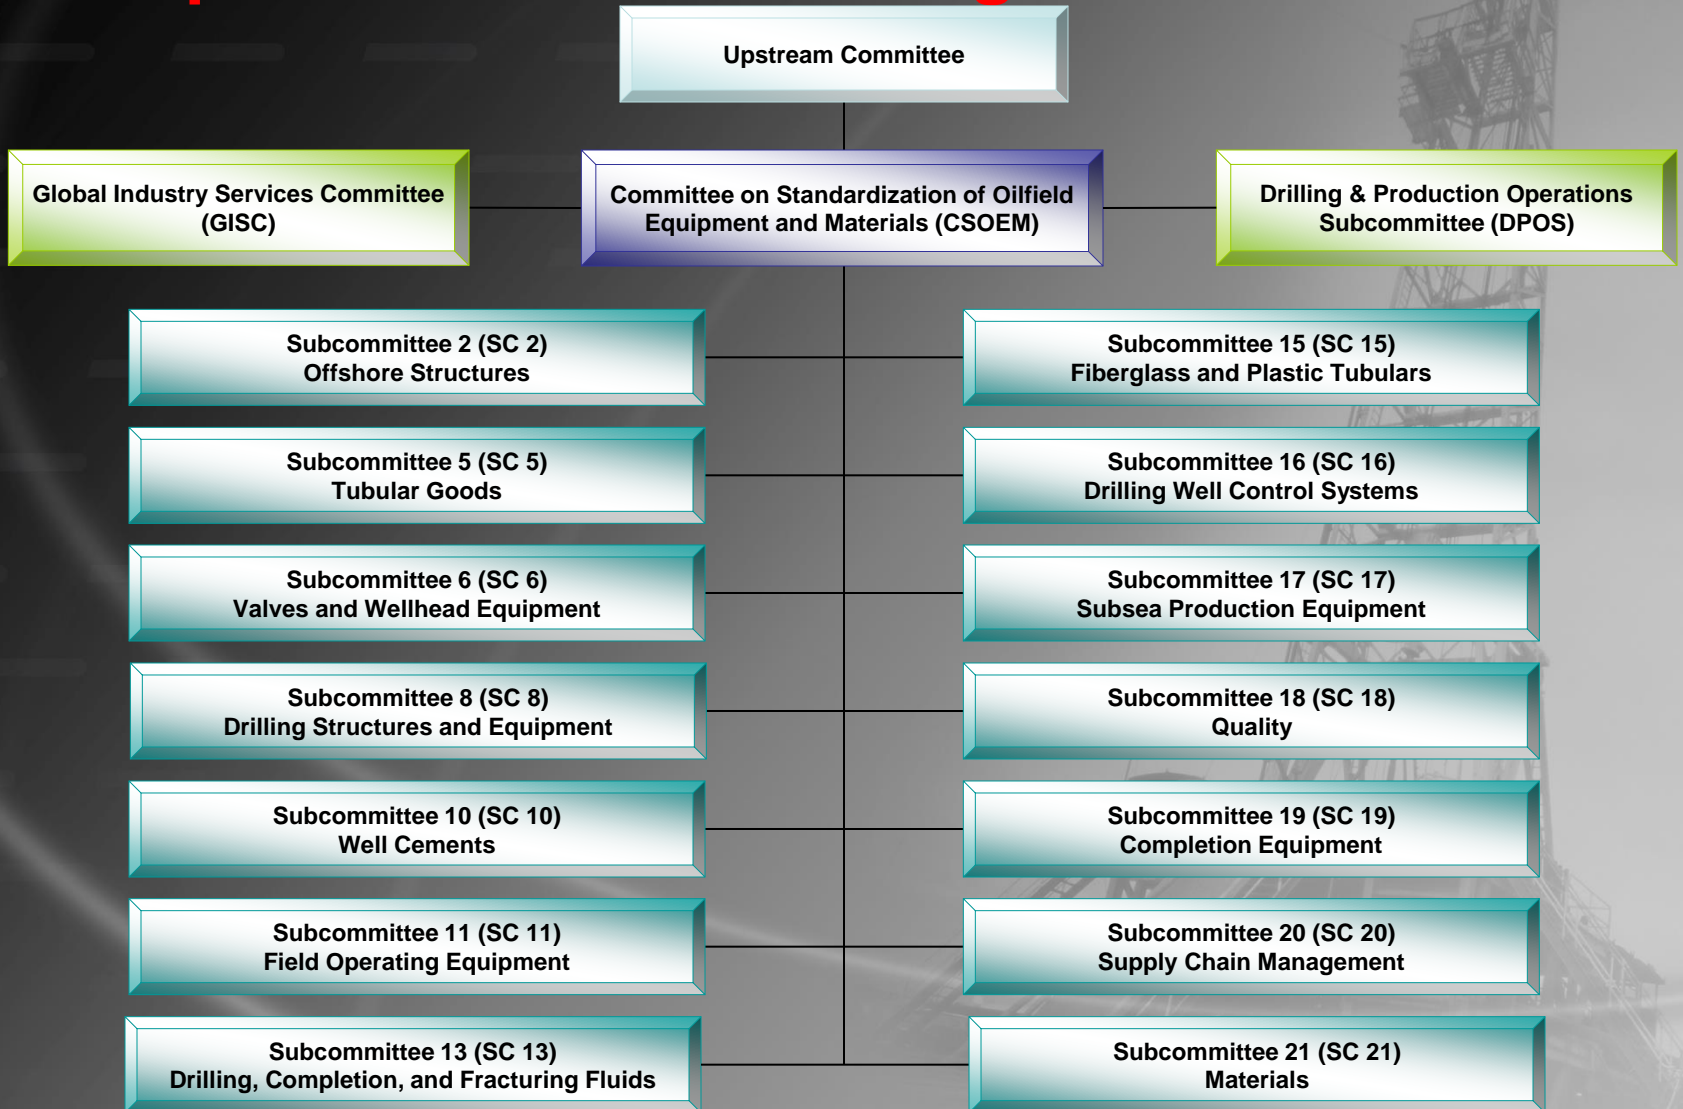 Upstream Committee
Global Industry Services Committee
(GISC)
Committee on Standardization of Oilfield
Equipment and Materials (CSOEM)
Drilling & Production Operations
Subcommittee (DPOS)
Subcommittee 2 (SC 2)
Offshore Structures
Subcommittee 15 (SC 15)
Fiberglass and Plastic Tubulars
Subcommittee 5 (SC 5)
Tubular Goods
Subcommittee 16 (SC 16)
Drilling Well Control Systems
Subcommittee 6 (SC 6)
Valves and Wellhead Equipment
Subcommittee 17 (SC 17)
Subsea Production Equipment
Subcommittee 8 (SC 8)
Drilling Structures and Equipment
Subcommittee 18 (SC 18)
Quality
Subcommittee 10 (SC 10)
Well Cements
Subcommittee 19 (SC 19)
Completion Equipment
Subcommittee 11 (SC 11)
Field Operating Equipment
Subcommittee 20 (SC 20)
Supply Chain Management
Subcommittee 13 (SC 13)
Drilling, Completion, and Fracturing Fluids
Subcommittee 21 (SC 21)
Materials